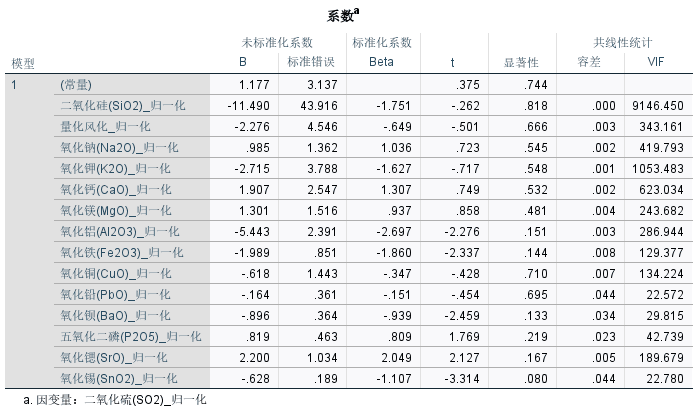 系数a
未标准化系数 标准化系数 共线性统计
模型 B 标准错误 Beta t 显著性 容差 VIF
1 (常量) 1.177 3.137 .375 .744
二氧化硅(SiO2)_归一化 -11.490 43.916 -1.751 -.262 .818 .000 9146.450
量化风化_归一化 -2.276 4.546 -.649 -.501 .666 .003 343.161
氧化钠(Na2O)_归一化 .985 1.362 1.036 .723 .545 .002 419.793
氧化钾(K2O)_归一化 -2.715 3.788 -1.627 -.717 .548 .001 1053.483
氧化钙(CaO)_归一化 1.907 2.547 1.307 .749 .532 .002 623.034
氧化镁(MgO)_归一化 1.301 1.516 .937 .858 .481 .004 243.682
氧化铝(Al2O3)_归一化 -5.443 2.391 -2.697 -2.276 .151 .003 286.944
氧化铁(Fe2O3)_归一化 -1.989 .851 -1.860 -2.337 .144 .008 129.377
氧化铜(CuO)_归一化 -.618 1.443 -.347 -.428 .710 .007 134.224
氧化铅(PbO)_归一化 -.164 .361 -.151 -.454 .695 .044 22.572
氧化钡(BaO)_归一化 -.896 .364 -.939 -2.459 .133 .034 29.815
五氧化二磷(P2O5)_归一化 .819 .463 .809 1.769 .219 .023 42.739
氧化锶(SrO)_归一化 2.200 1.034 2.049 2.127 .167 .005 189.679
氧化锡(SnO2)_归一化 -.628 .189 -1.107 -3.314 .080 .044 22.780
a. 因变量：二氧化硫(SO2)_归一化